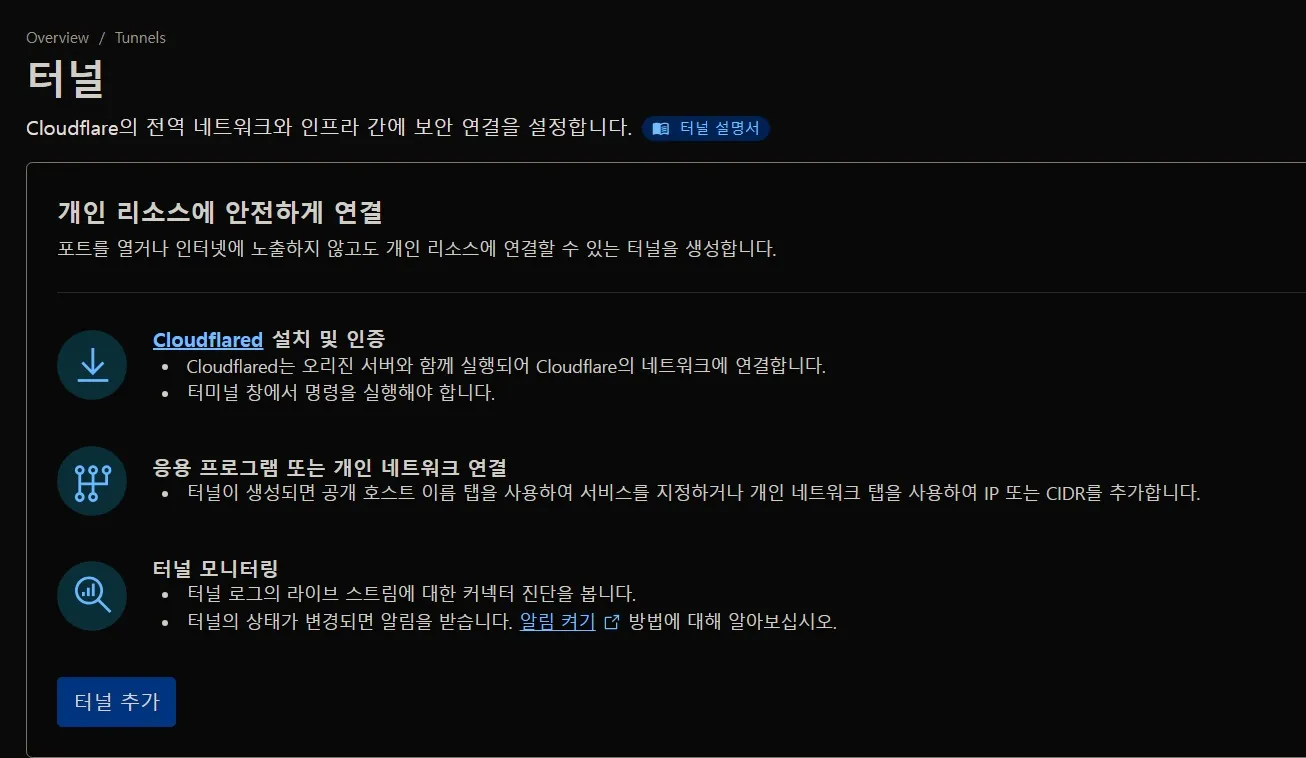 Overview / Tunnels
터널
Cloudflare의 전역 네트워크와 인프라 간에 보안 연결을 설정합니다. 터널 설명서
개인 리소스에 안전하게 연결
포트를 열거나 인터넷에 노출하지 않고도 개인 리소스에 연결할 수 있는 터널을 생성합니다.
Cloudflared 설치 및 인증
• Cloudflared는 오리진 서버와 함께 실행되어 Cloudflare의 네트워크에 연결합니다.
• 터미널 창에서 명령을 실행해야 합니다.
응용 프로그램 또는 개인 네트워크 연결
• 터널이 생성되면 공개 호스트 이름 탭을 사용하여 서비스를 지정하거나 개인 네트워크 탭을 사용하여 IP 또는 CIDR를 추가합니다.
터널 모니터링
• 터널 로그의 라이브 스트림에 대한 커넥터 진단을 봅니다.
• 터널의 상태가 변경되면 알림을 받습니다. 알림 켜기 방법에 대해 알아보십시오.
터널 추가